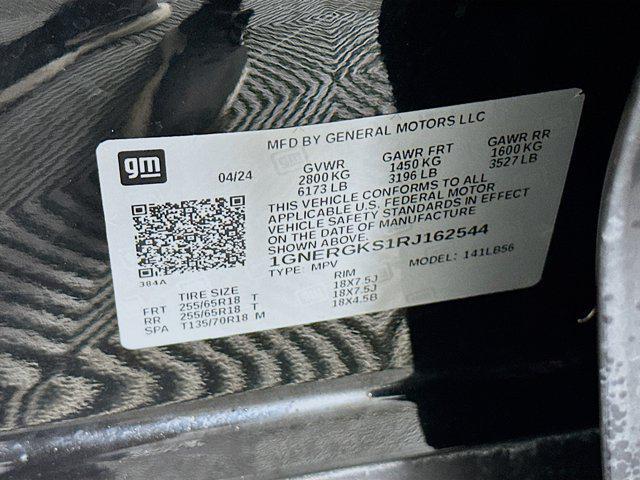 MFD BY GENERAL MOTORS LLC
gm
04/24
GVWR GAWR FRT GAWR RR
2800 KG 1450 KG 1600 KG
6173 LB 3196 LB 3527 LB
THIS VEHICLE CONFORMS TO ALL
APPLICABLE U.S. FEDERAL MOTOR
VEHICLE SAFETY STANDARDS IN EFFECT
ON THE DATE OF MANUFACTURE
SHOWN ABOVE.
1GNERGKS1RJ162544
TYPE: MPV MODEL: 141LB56
384A
TIRE SIZE RIM
FRT 255/65R18 T 18X7.5J
RR 255/65R18 T 18X7.5J
SPA T135/70R18 M 18X4.5B